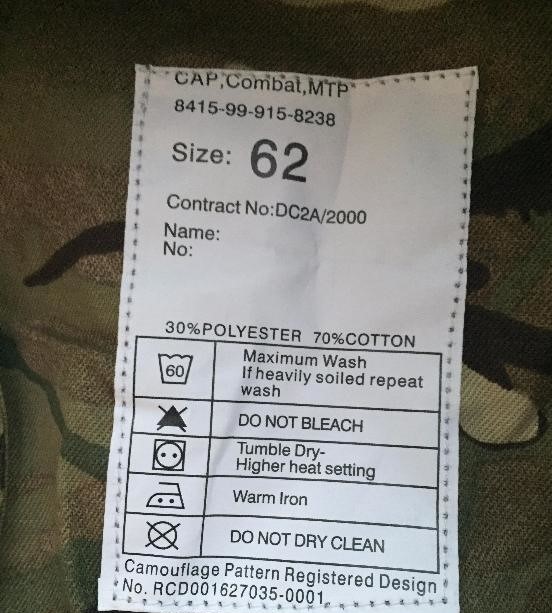 CAP,Combat,MTP
8415-99-915-8238
Size: 62
Contract No:DC2A/2000
Name:
No:
30%POLYESTER 70%COTTON
60
Maximum Wash
If heavily soiled repeat
wash
DO NOT BLEACH
Tumble Dry-
Higher heat setting
Warm Iron
DO NOT DRY CLEAN
Camouflage Pattern Registered Design
No. RCD001627035-0001